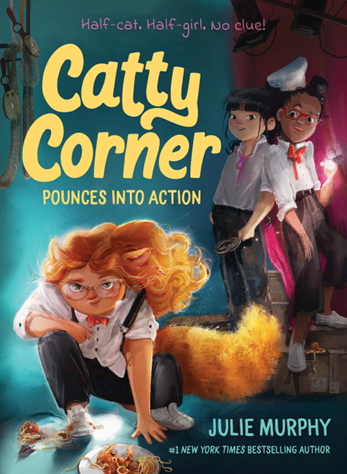 Half-cat. Half-girl. No clue!
Catty
Corner
POUNCES INTO ACTION
JULIE MURPHY
#1 NEW YORK TIMES BESTSELLING AUTHOR